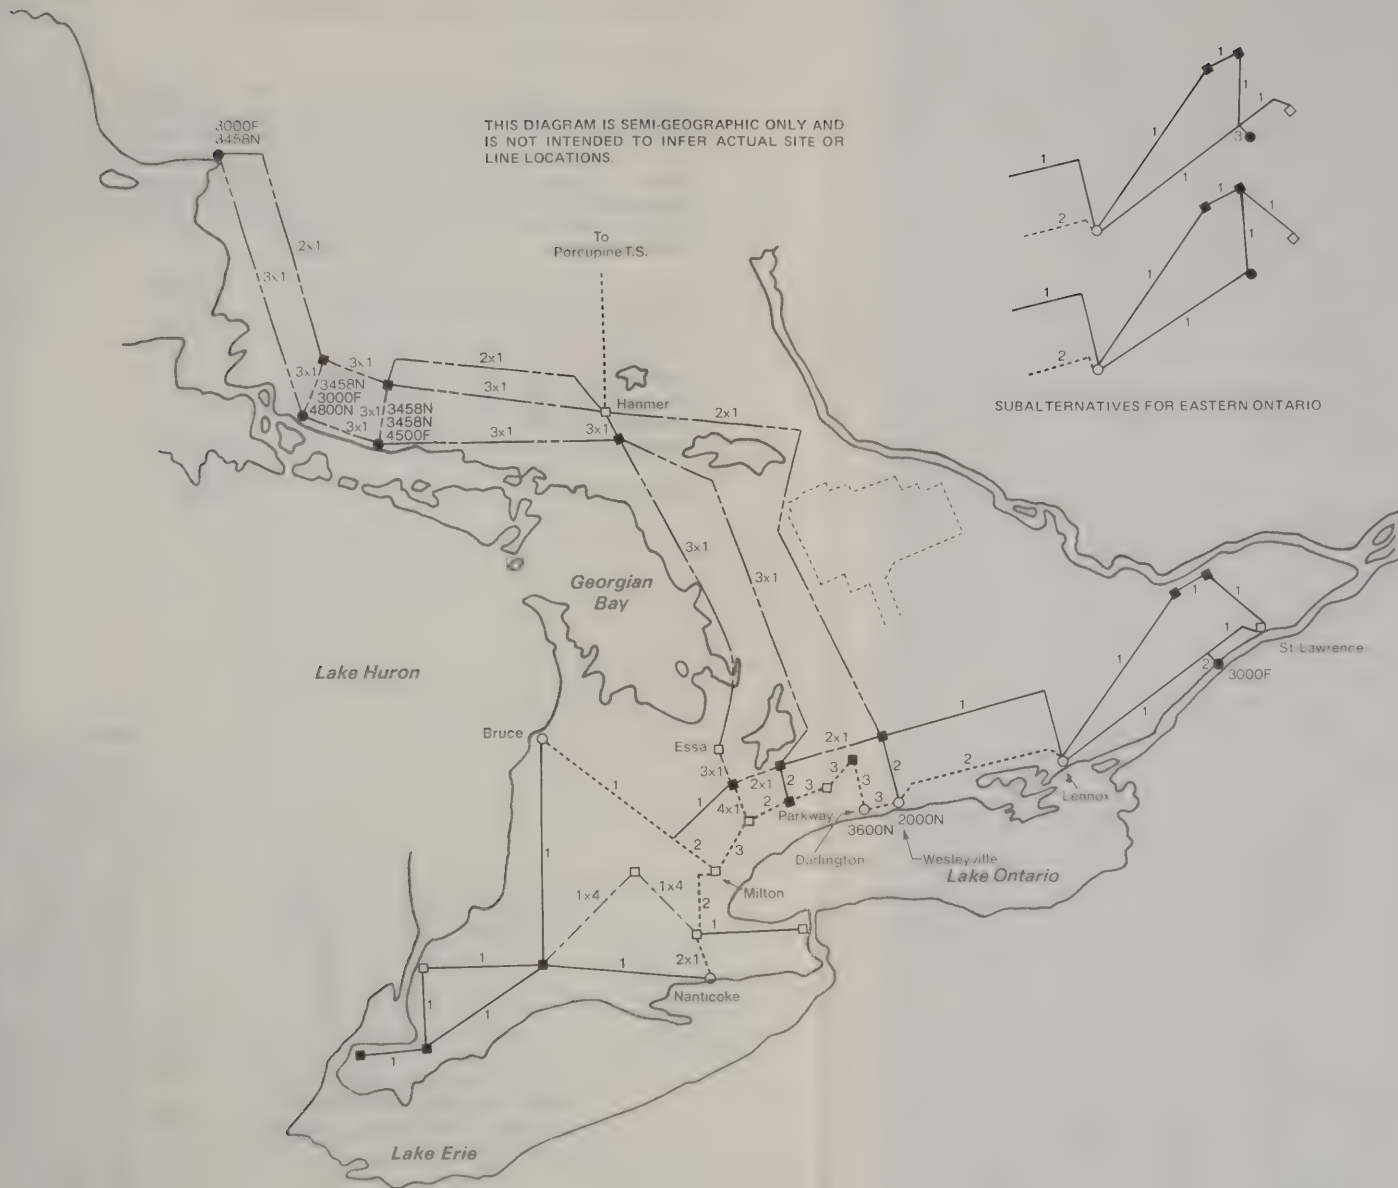 3000F
3458N
THIS DIAGRAM IS SEMI-GEOGRAPHIC ONLY AND
IS NOT INTENDED TO INFER ACTUAL SITE OR
LINE LOCATIONS.
1
1
1
1
3
1
1
2
1
1
1
1
1
1
2
SUBALTERNATIVES FOR EASTERN ONTARIO
To
Porcupine T.S.
2x1
3x1
3x1
3x1
3458N
3000F
4800N
3x1
3x1
3458N
3458N
4500F
2x1
3x1
3x1
Hanmer
3x1
2x1
3x1
3x1
Georgian
Bay
Lake Huron
Bruce
Essa
3x1
2x1
2x1
1
1
1
1
1
2
St. Lawrence
3000F
1
2
Lennox
1
1
4x1
2
2
3
3
3
3
2
Parkway
3600N
2000N
Darlington
Wesleyville
Lake Ontario
2
3
Milton
1
1x4
1x4
2
1
2x1
1
1
Nanticoke
1
1
1
Lake Erie